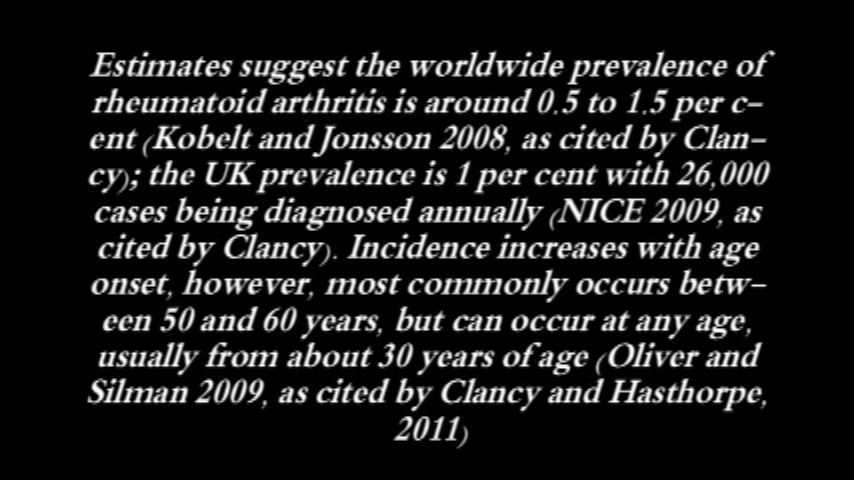 Estimates suggest the worldwide prevalence of
rheumatoid arthritis is around 0.5 to 1.5 per c-
ent (Kobelt and Jonsson 2008, as cited by Clan-
cy); the UK prevalence is 1 per cent with 26,000
cases being diagnosed annually (NICE 2009, as
cited by Clancy). Incidence increases with age
onset, however, most commonly occurs betw-
een 50 and 60 years, but can occur at any age,
usually from about 30 years of age (Oliver and
Silman 2009, as cited by Clancy and Hasthorpe,
2011)